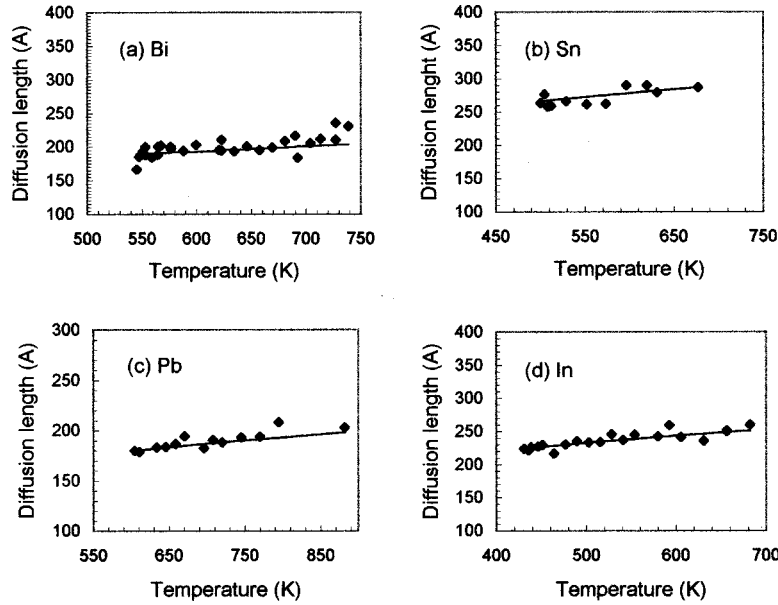 (a) Bi
Diffusion length (A)
400
350
300
250
200
150
100
500 550 600 650 700 750
Temperature (K)
(b) Sn
Diffusion lenght (A)
400
350
300
250
200
150
100
450 550 650 750
Temperature (K)
(c) Pb
Diffusion length (A)
300
250
200
150
100
550 650 750 850
Temperature (K)
(d) In
Diffusion length (A)
400
350
300
250
200
150
100
400 500 600 700
Temperature (K)